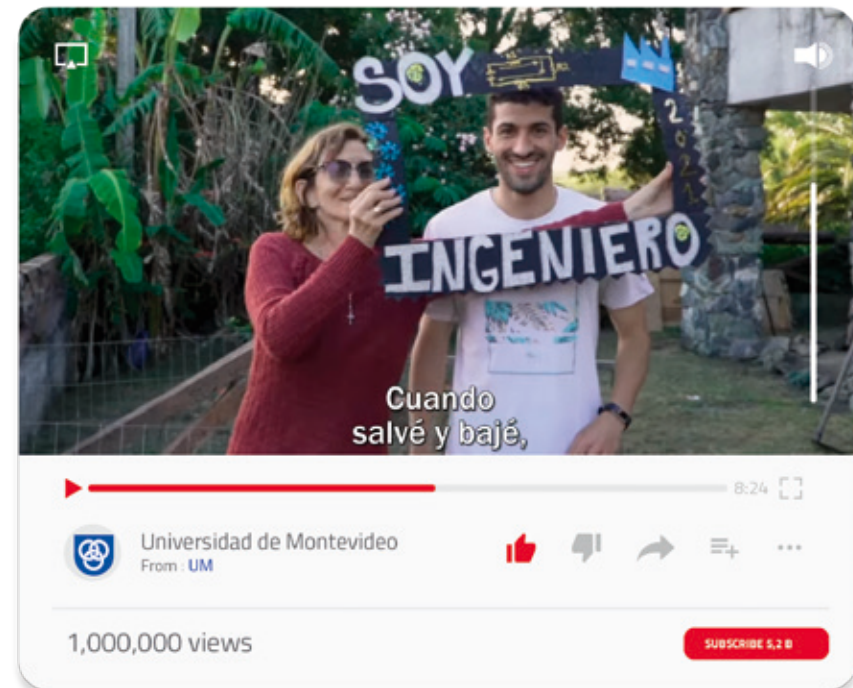 SOY
2021
INGENIERO
Cuando
salvé y bajé,
8:24
Universidad de Montevideo
From : UM
1,000,000 views
SUBSCRIBE 5,2 B